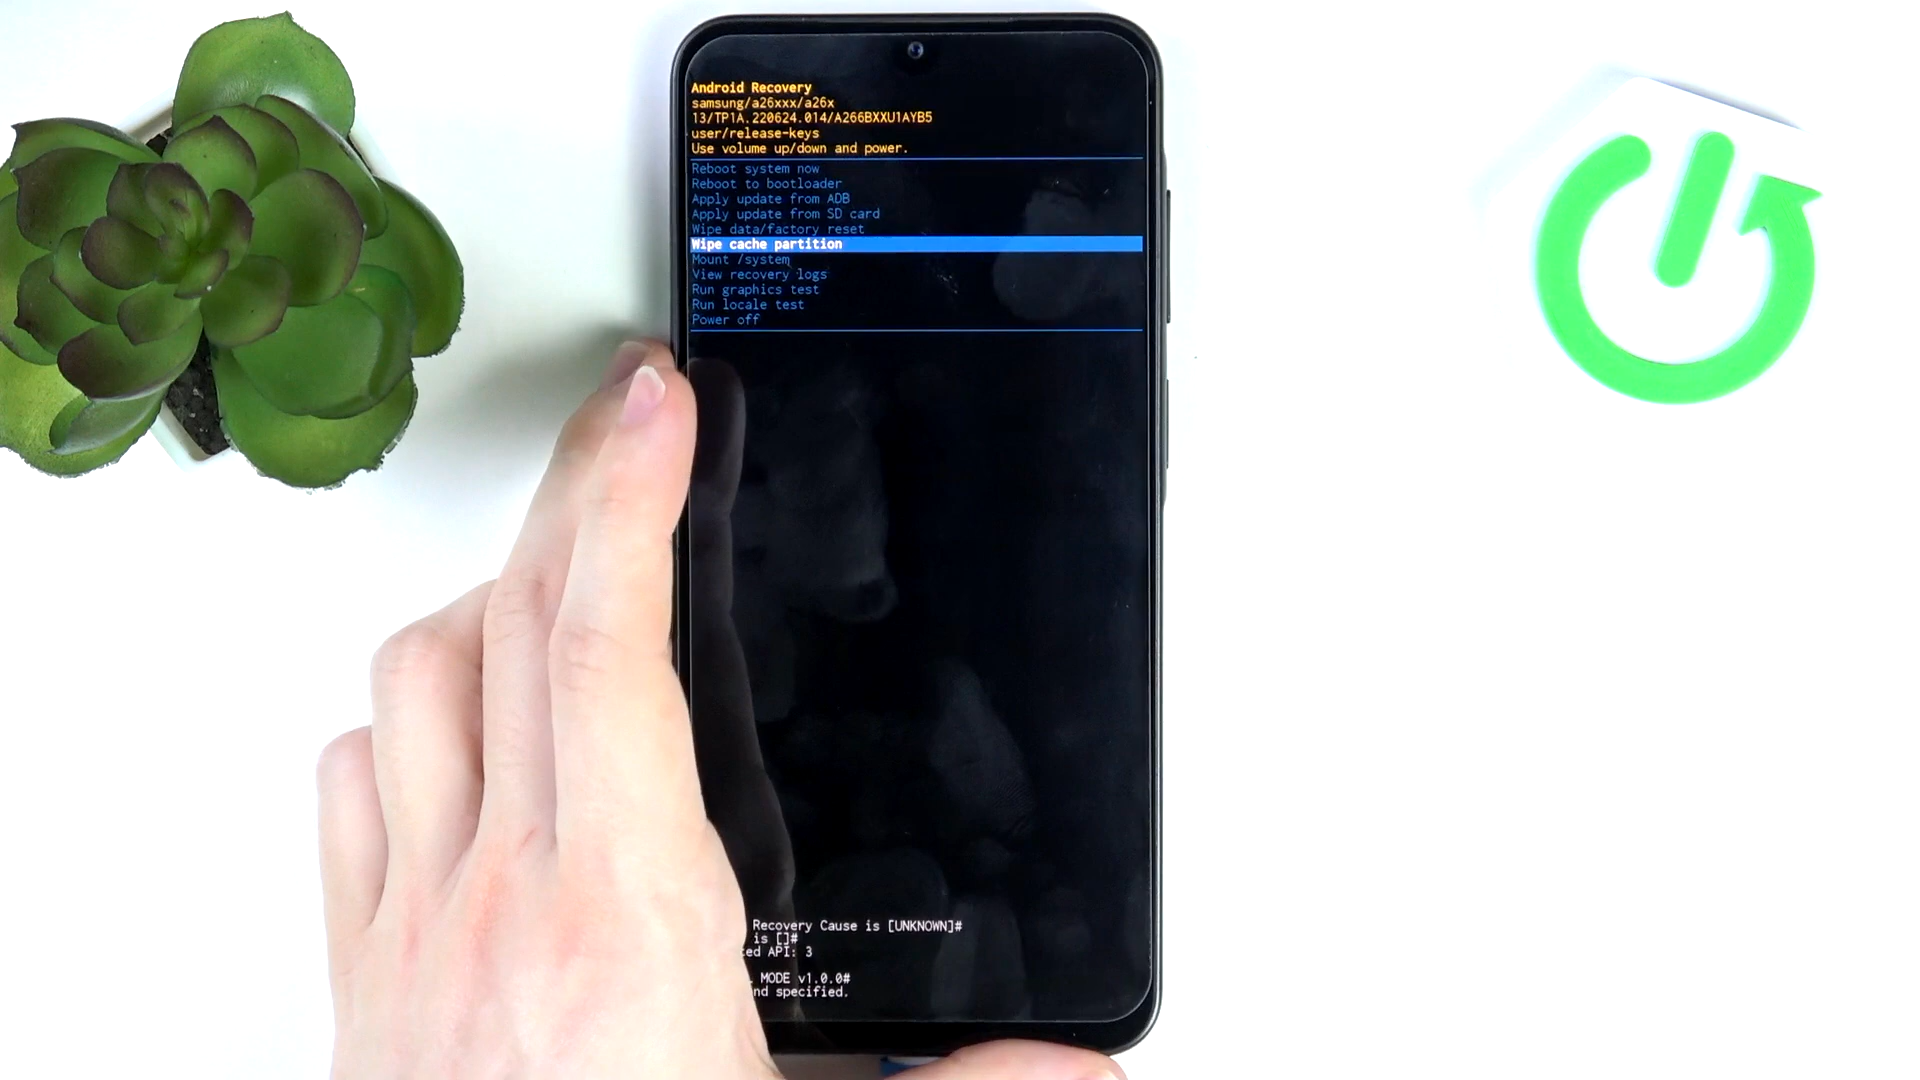 Android Recovery
samsung/a26xxx/a26x
13/TP1A.220624.014/A266BXXU1AYB5
user/release-keys
Use volume up/down and power.
Reboot system now
Reboot to bootloader
Apply update from ADB
Apply update from SD card
Wipe data/factory reset
Wipe cache partition
Mount /system
View recovery logs
Run graphics test
Run locale test
Power off
Recovery Cause is [UNKNOWN]#
is []#
API: 3
MODE v1.0.0#
specified.